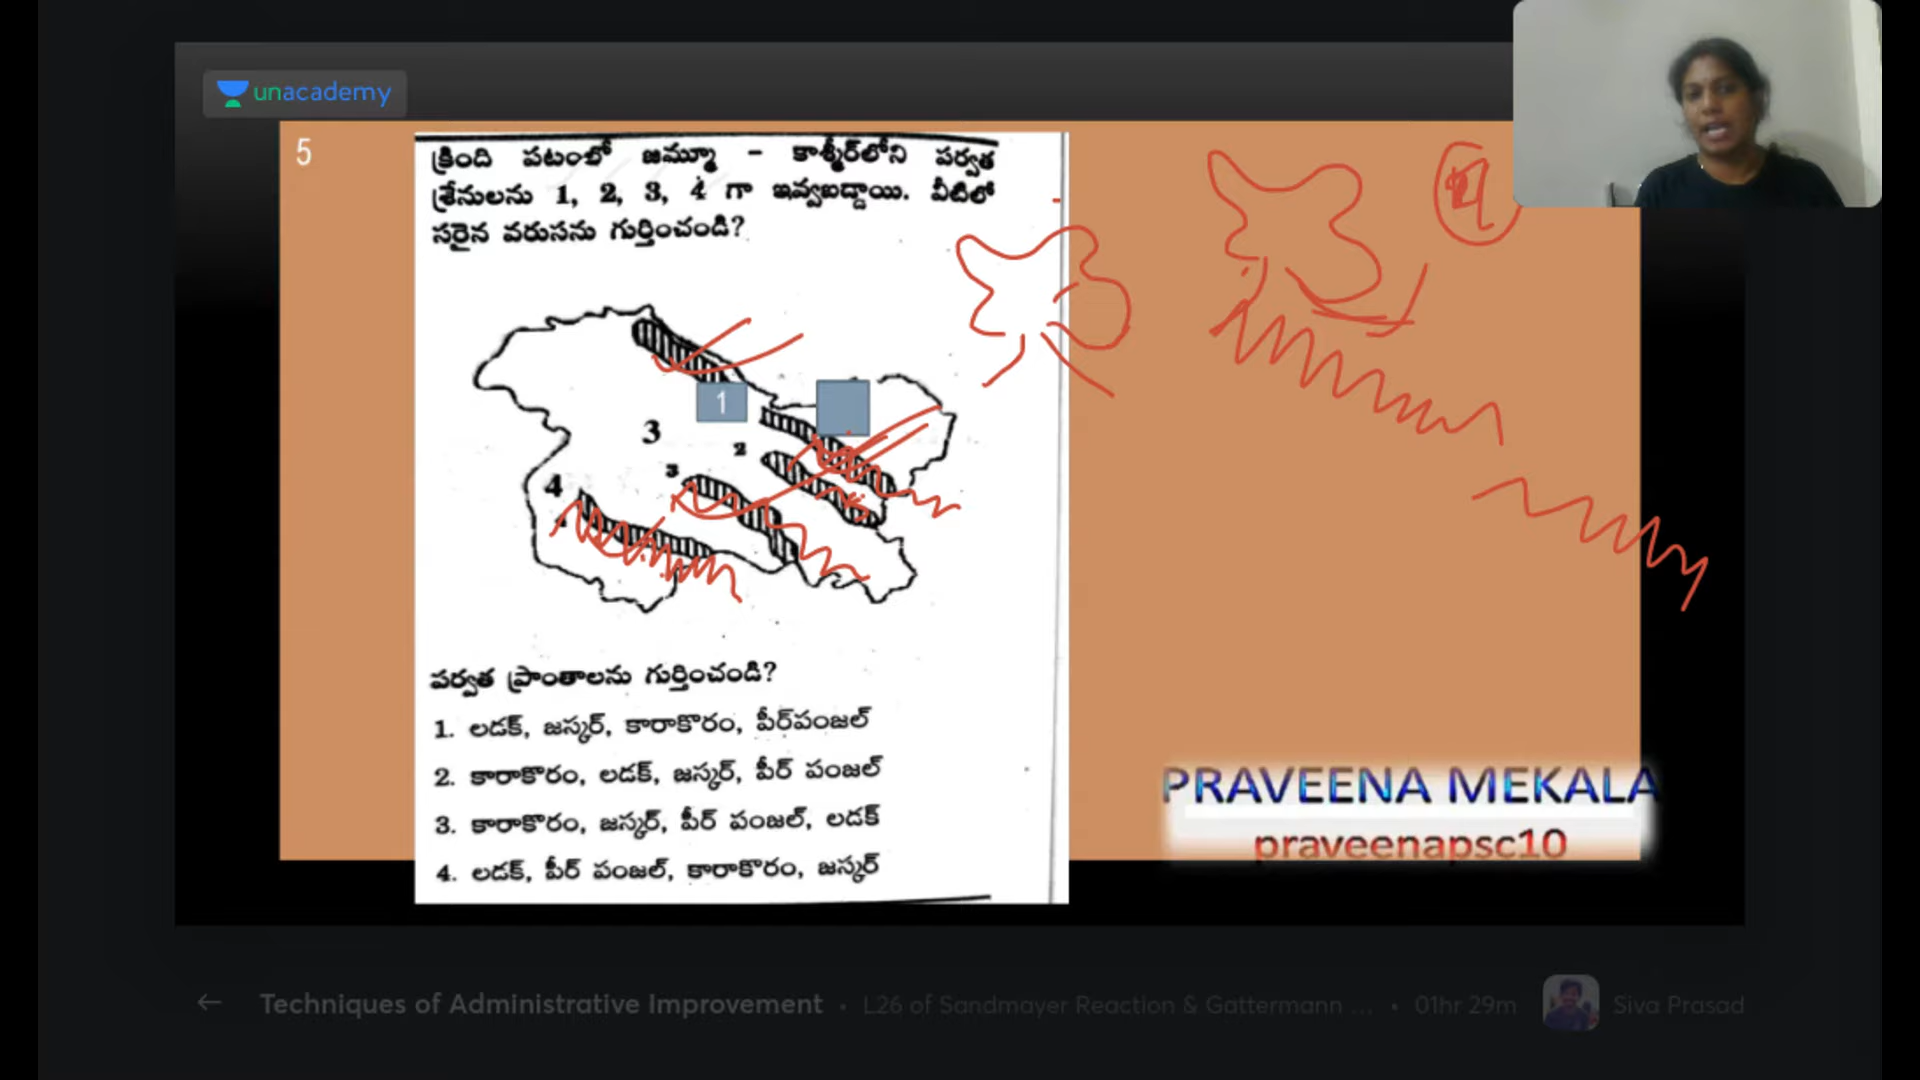 unacademy
5
క్రింది పటంలో జమ్మూ - కాశ్మీర్‌లోని పర్వత
శ్రేనులను 1, 2, 3, 4 గా ఇవ్వబడ్డాయి. వీటిలో
సరైన వరుసను గుర్తించండి?
1
3
2
3
4
పర్వత ప్రాంతాలను గుర్తించండి?
1. లడక్, జస్కర్, కారాకొరం, పీర్‌పంజల్
2. కారాకొరం, లడక్, జస్కర్, పీర్ పంజల్
3. కారాకొరం, జస్కర్, పీర్ పంజల్, లడక్
4. లడక్, పీర్ పంజల్, కారాకొరం, జస్కర్
PRAVEENA MEKALA
praveenapsc10
Techniques of Administrative Improvement • L26 of Sandmayer Reaction & Gattermann ... • 01hr 29m Siva Prasad